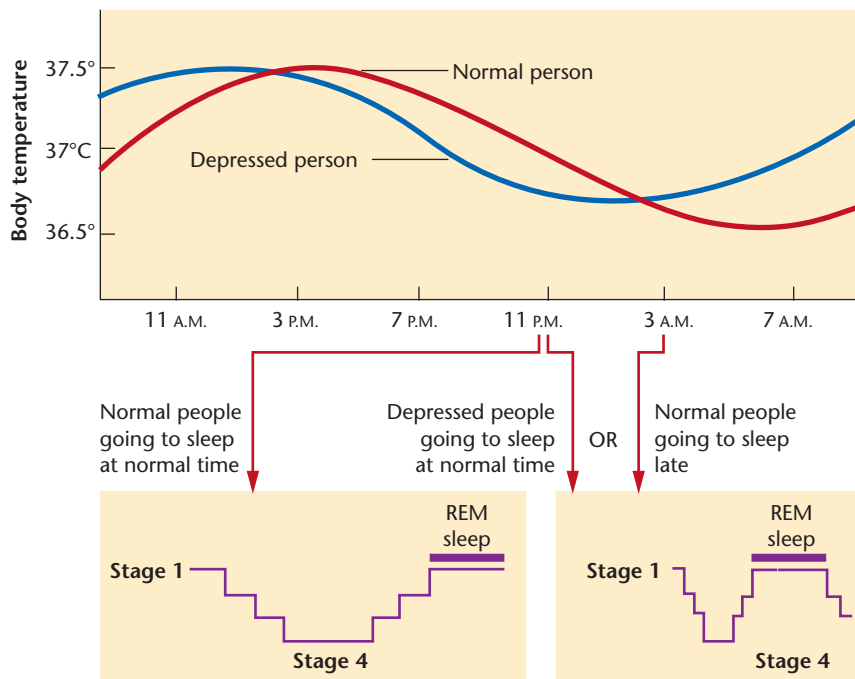 Body temperature
37.5°
37°C
36.5°
Normal person
Depressed person
11 A.M.
3 P.M.
7 P.M.
11 P.M.
3 A.M.
7 A.M.
Normal people
going to sleep
at normal time
Depressed people
going to sleep
at normal time
OR
Normal people
going to sleep
late
REM
sleep
Stage 1
Stage 4
REM
sleep
Stage 1
Stage 4